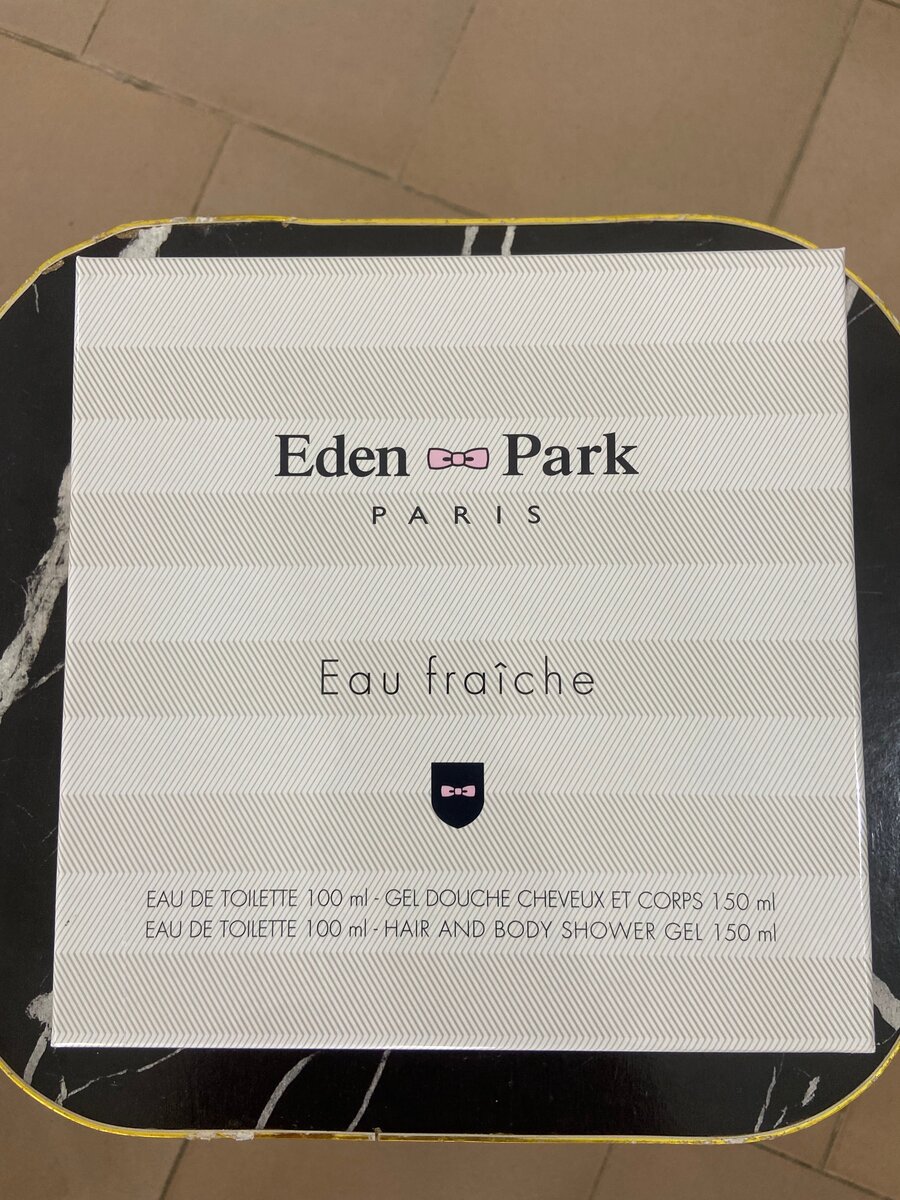 Eden Park
PARIS
Eau fraîche
EAU DE TOILETTE 100 ml - GEL DOUCHE CHEVEUX ET CORPS 150 ml
EAU DE TOILETTE 100 ml - HAIR AND BODY SHOWER GEL 150 ml